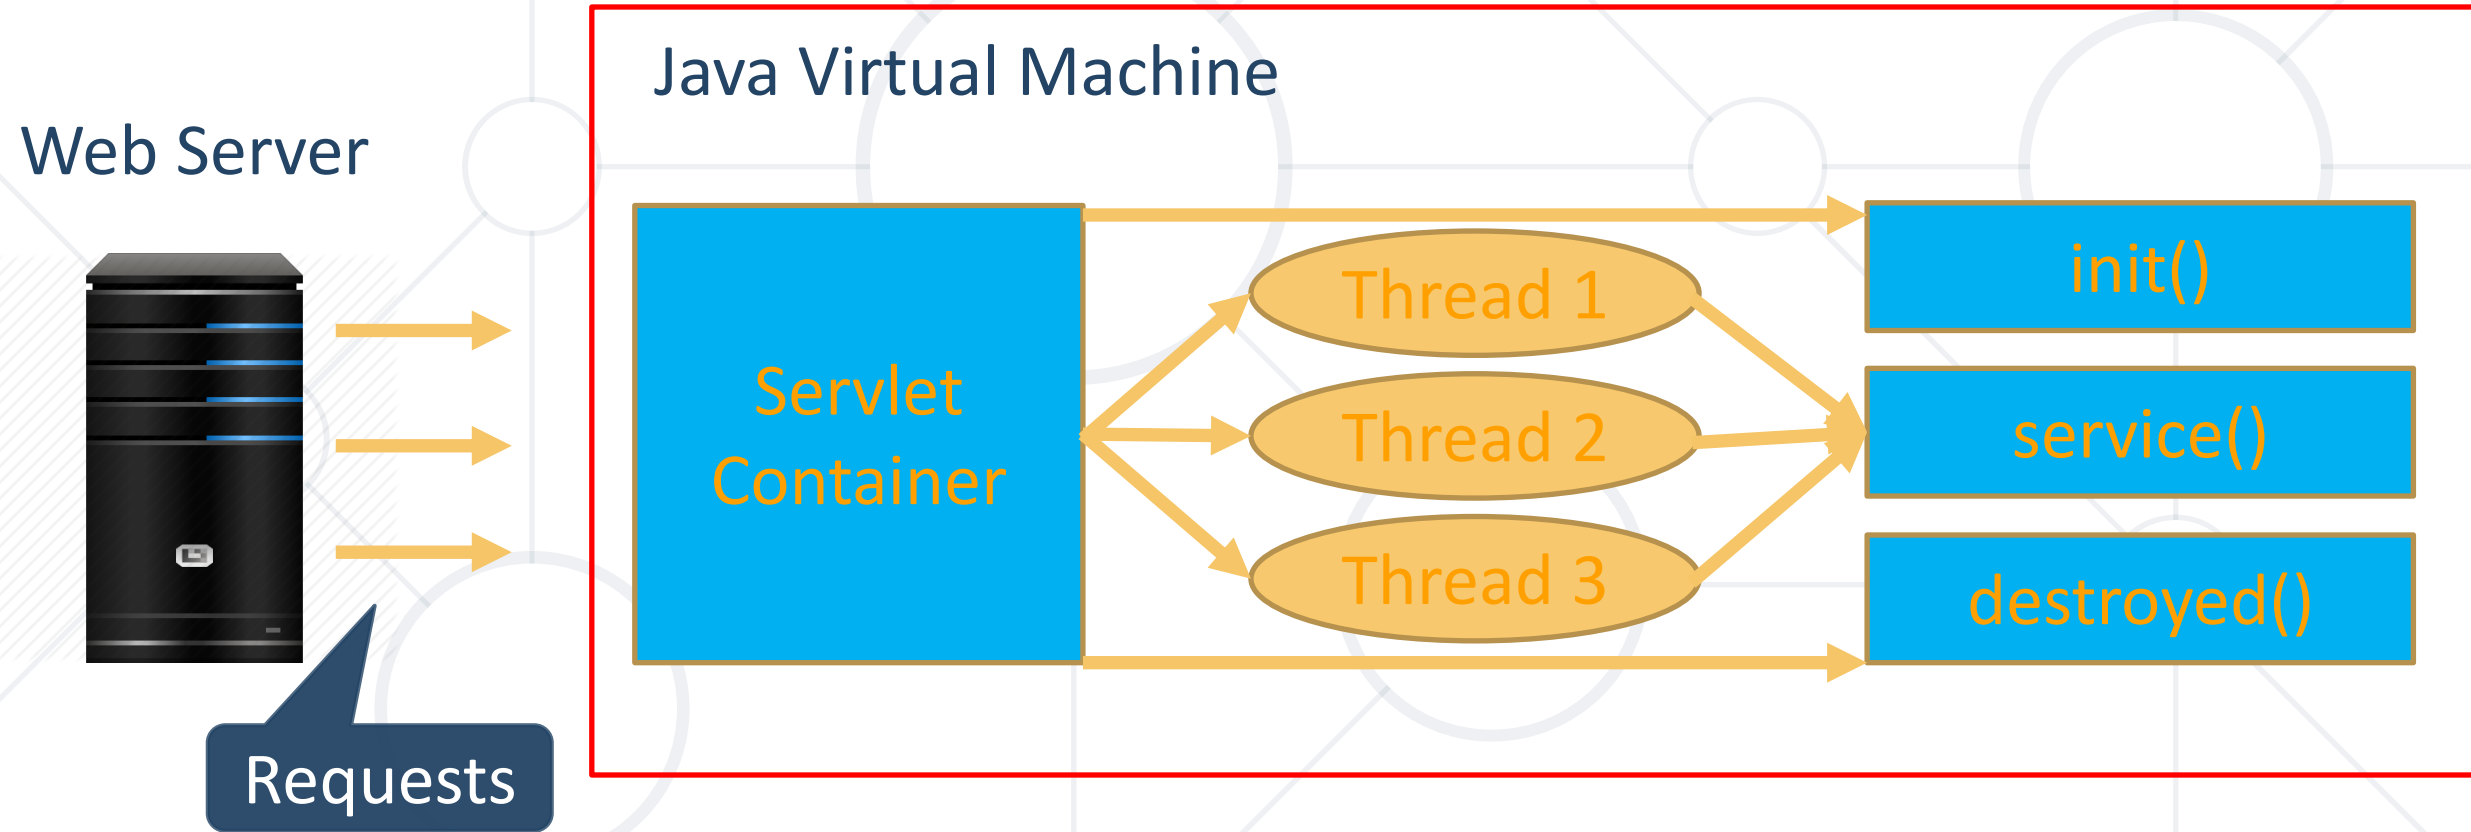 Java Virtual Machine
Web Server
Servlet
Container
Thread 1
Thread 2
Thread 3
init()
service()
destroyed()
Requests